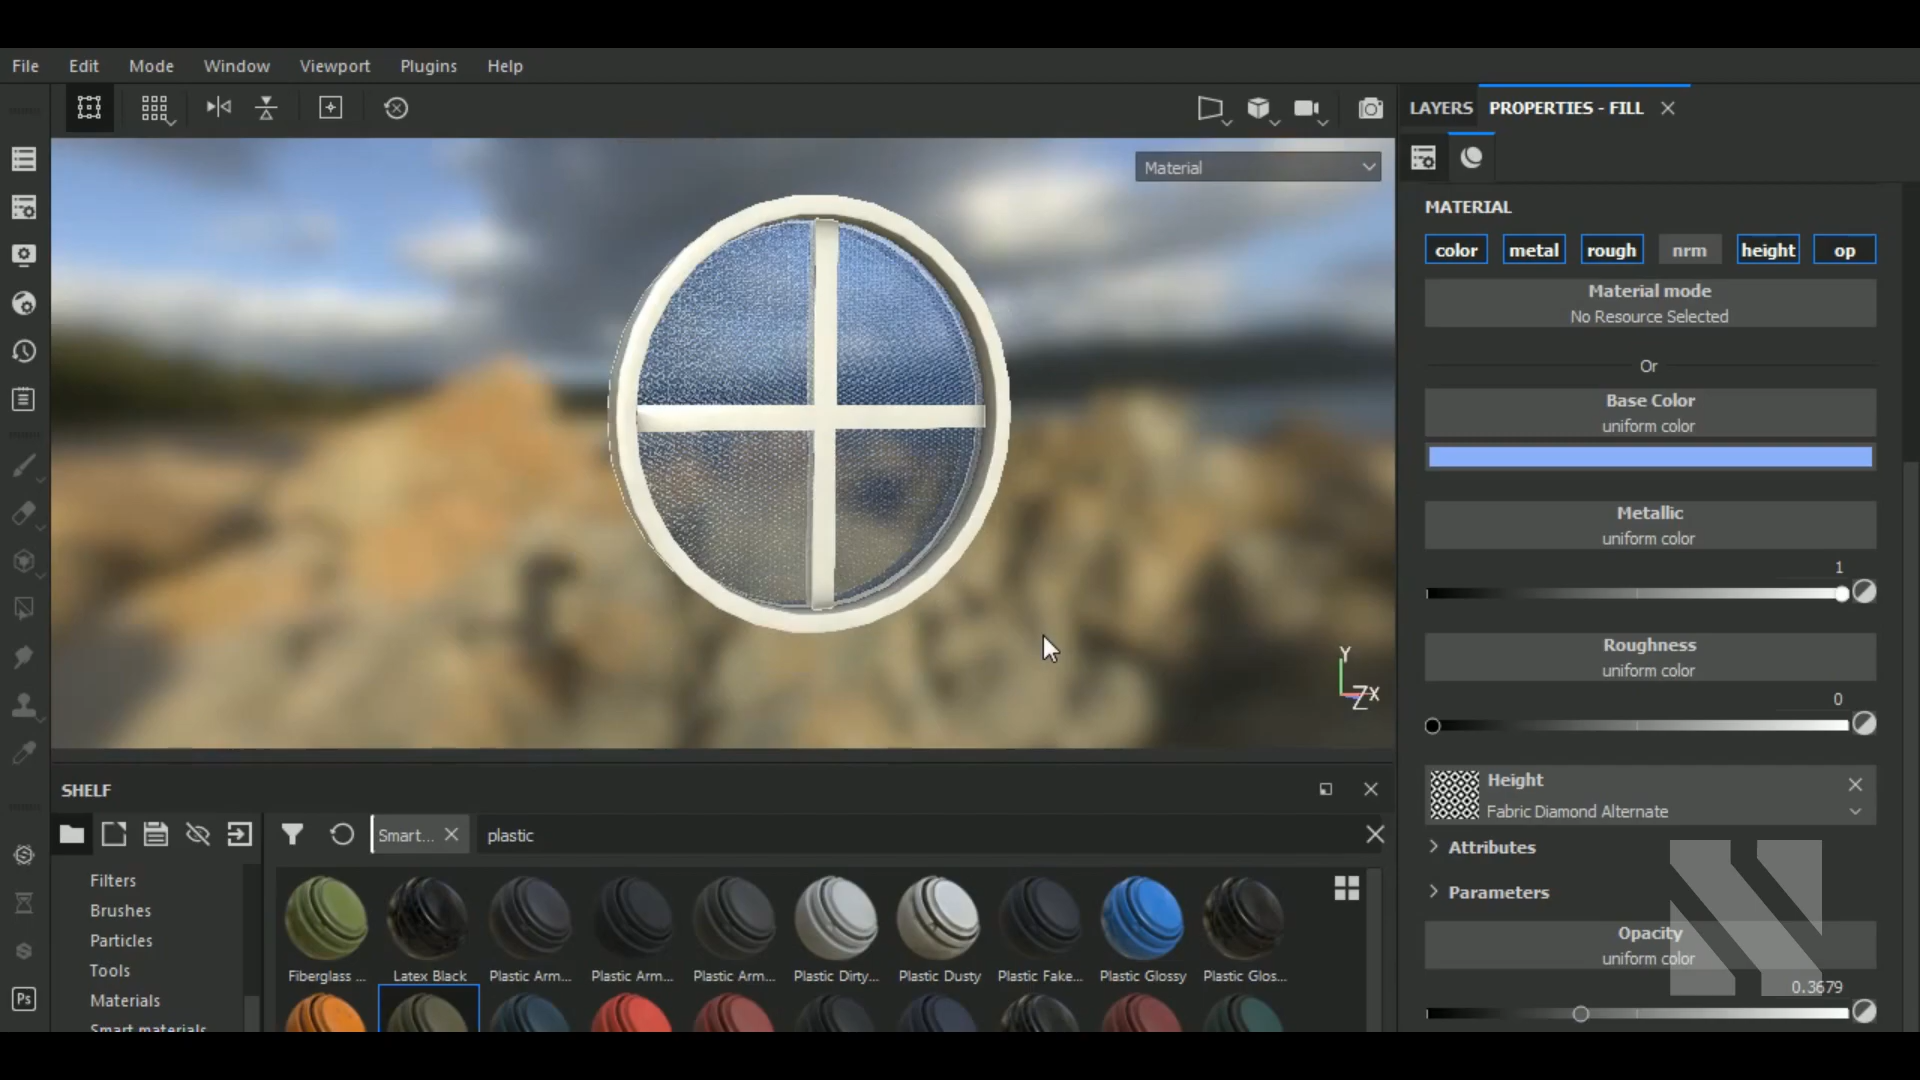 File Edit Mode Window Viewport Plugins Help
LAYERS PROPERTIES - FILL
Material
MATERIAL
color metal rough nrm height op
Material mode
No Resource Selected
Or
Base Color
uniform color
Metallic
uniform color
1
Roughness
uniform color
0
Height
Fabric Diamond Alternate
Attributes
Parameters
Opacity
uniform color
0.3679
Y
Z X
SHELF
Smart... plastic
Filters
Brushes
Particles
Tools
Materials
Smart materials
Fiberglass ... Latex Black Plastic Arm... Plastic Arm... Plastic Arm... Plastic Dirty... Plastic Dusty Plastic Fake... Plastic Glossy Plastic Glos...
Ps